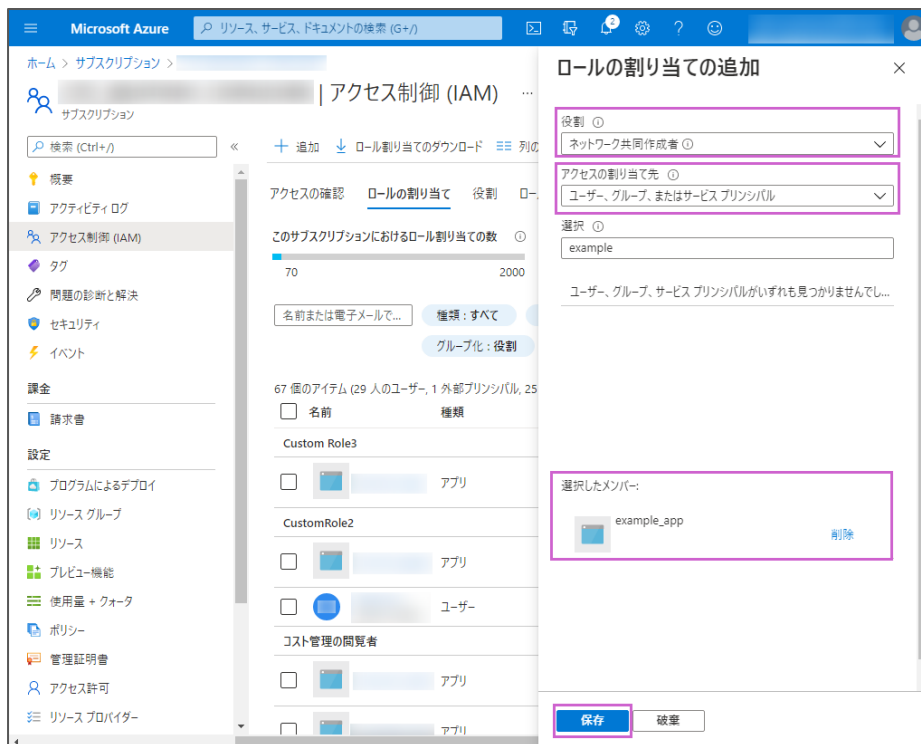 Microsoft Azure
リソース、サービス、ドキュメントの検索 (G+/)
2
ホーム > サブスクリプション >
| アクセス制御 (IAM) ...
サブスクリプション
検索 (Ctrl+/)
«
概要
アクティビティ ログ
アクセス制御 (IAM)
タグ
問題の診断と解決
セキュリティ
イベント
課金
請求書
設定
プログラムによるデプロイ
リソース グループ
リソース
プレビュー機能
使用量 + クォータ
ポリシー
管理証明書
アクセス許可
リソース プロバイダー
追加 ロール割り当てのダウンロード 列の
アクセスの確認 ロールの割り当て 役割 ロー
このサブスクリプションにおけるロール割り当ての数
70 2000
名前または電子メールで... 種類 : すべて
グループ化 : 役割
67 個のアイテム (29 人のユーザー, 1 外部プリンシパル, 25
名前 種類
Custom Role3
アプリ
CustomRole2
アプリ
ユーザー
コスト管理の閲覧者
アプリ
アプリ
ロールの割り当ての追加
役割
ネットワーク共同作成者
アクセスの割り当て先
ユーザー、グループ、またはサービス プリンシパル
選択
example
ユーザー、グループ、サービス プリンシパルがいずれも見つかりませんでし...
選択したメンバー:
example_app
削除
保存 破棄